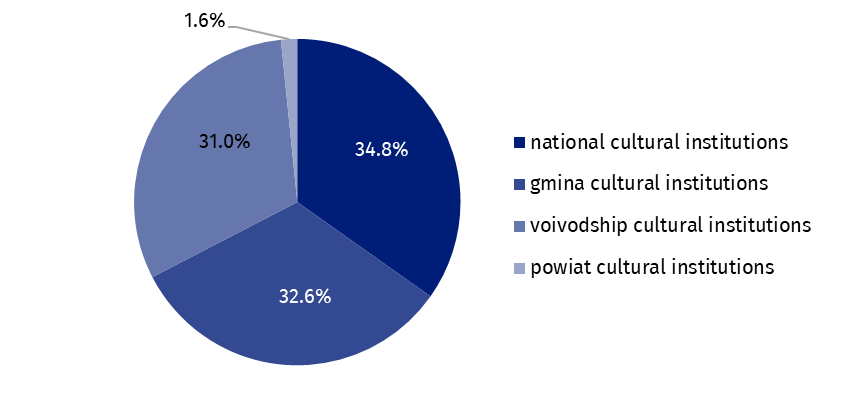 1.6%
31.0%
34.8%
32.6%
national cultural institutions
gmina cultural institutions
voivodship cultural institutions
powiat cultural institutions